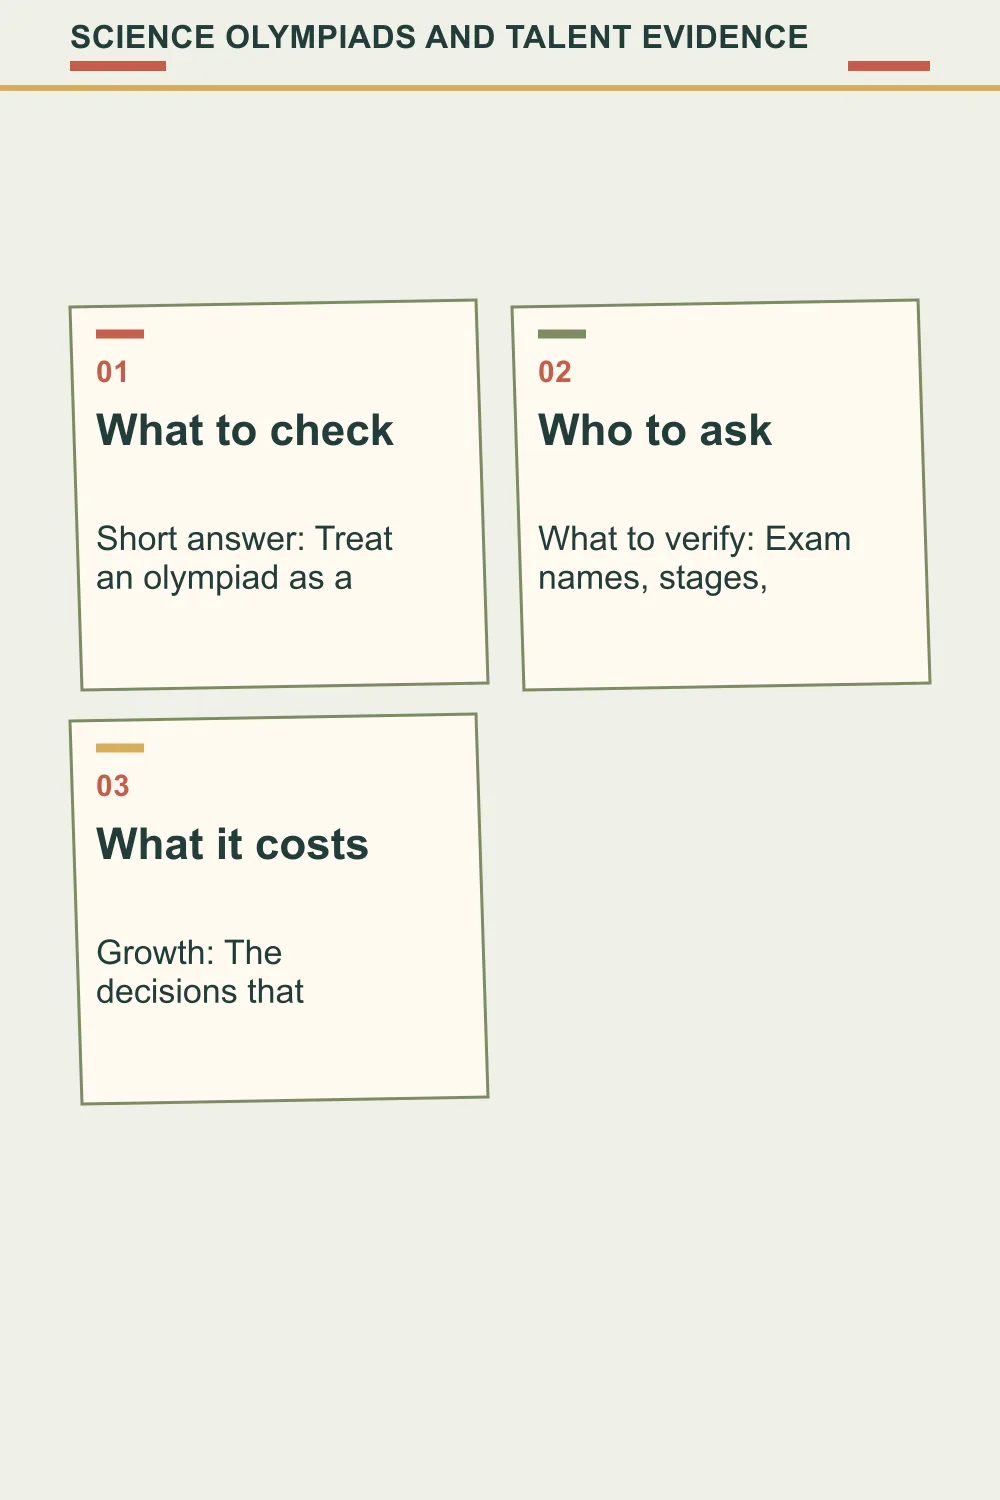 SCIENCE OLYMPIADS AND TALENT EVIDENCE
01
What to check
Short answer: Treat
an olympiad as a
02
Who to ask
What to verify: Exam
names, stages,
03
What it costs
Growth: The
decisions that